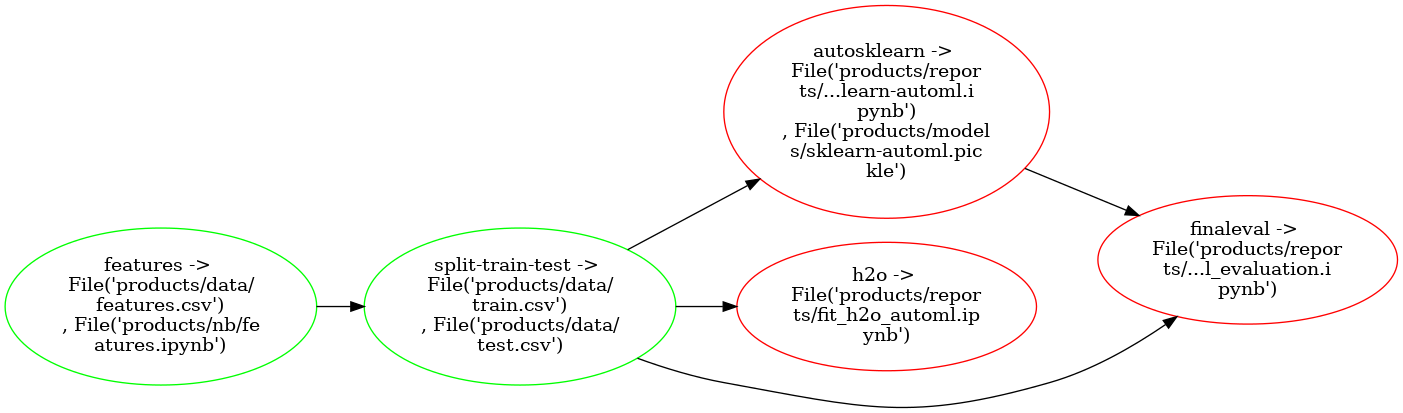 features ->
File('products/data/
features.csv')
, File('products/nb/fe
atures.ipynb')
split-train-test ->
File('products/data/
train.csv')
, File('products/data/
test.csv')
autosklearn ->
File('products/repor
ts/...learn-automl.i
pynb')
, File('products/model
s/sklearn-automl.pic
kle')
h2o ->
File('products/repor
ts/fit_h2o_automl.ip
ynb')
finaleval ->
File('products/repor
ts/...l_evaluation.i
pynb')